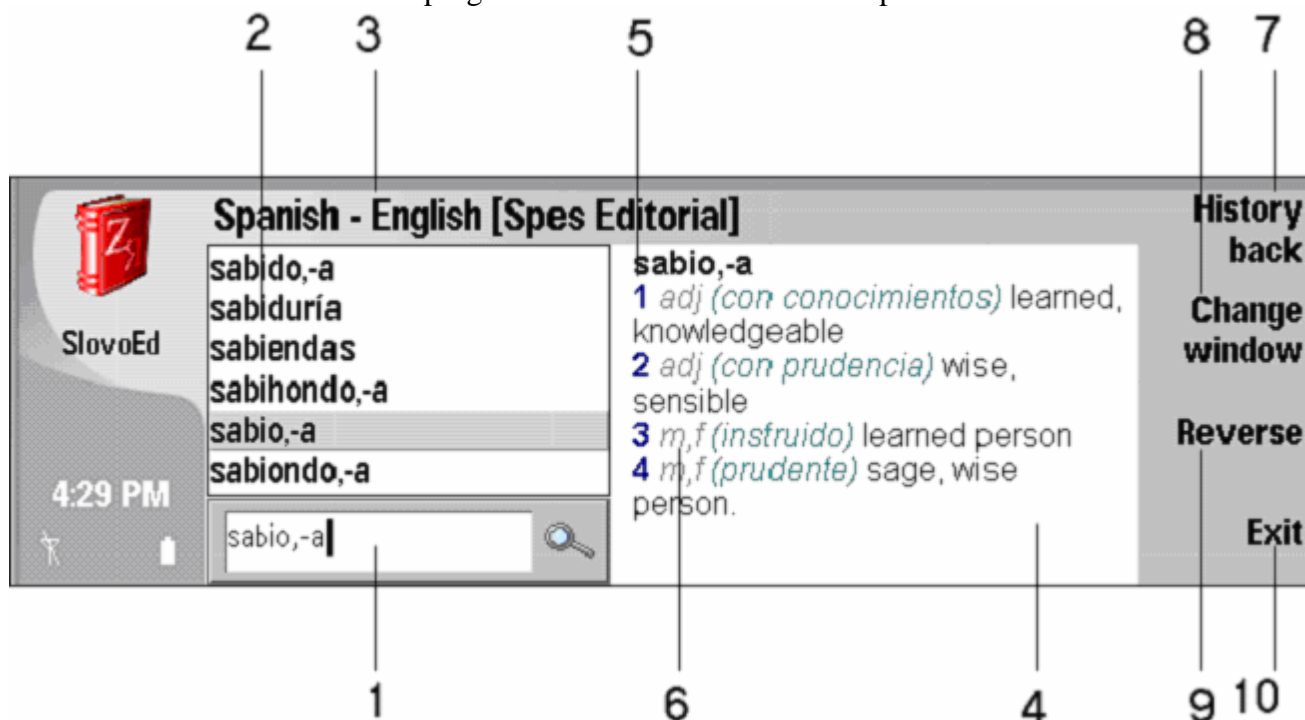 2 3 5 8 7
Spanish - English [Spes Editorial]
SlovoEd
4:29 PM
sabido,-a
sabiduría
sabiendas
sabihondo,-a
sabio,-a
sabiondo,-a
sabio,-a
sabio,-a
1 adj (con conocimientos) learned,
knowledgeable
2 adj (con prudencia) wise,
sensible
3 m,f (instruido) learned person
4 m,f (prudente) sage, wise
person.
History
back
Change
window
Reverse
Exit
1 6 4 9 10